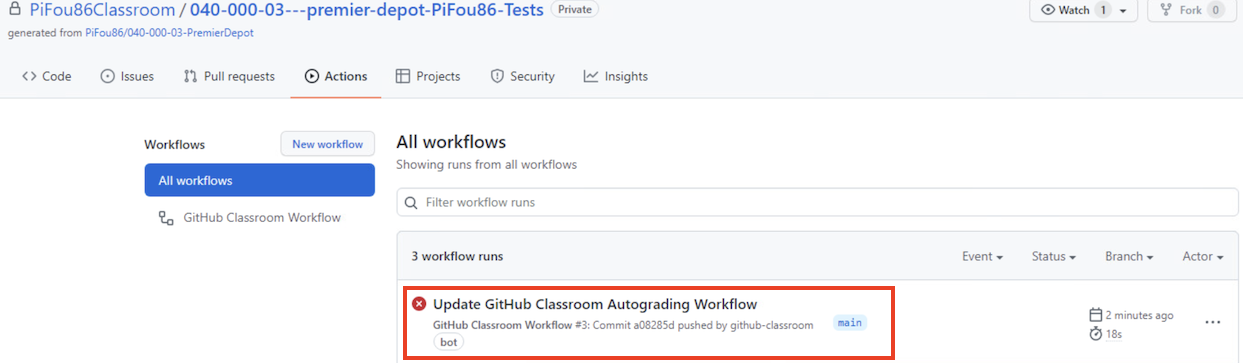 PiFou86Classroom / 040-000-03---premier-depot-PiFou86-Tests Private
Watch 1 Fork 0
generated from PiFou86/040-000-03-PremierDepot
Code Issues Pull requests Actions Projects Security Insights
Workflows New workflow
All workflows
GitHub Classroom Workflow
All workflows
Showing runs from all workflows
Filter workflow runs
3 workflow runs Event Status Branch Actor
Update GitHub Classroom Autograding Workflow
GitHub Classroom Workflow #3: Commit a08285d pushed by github-classroom
bot
main
2 minutes ago
18s